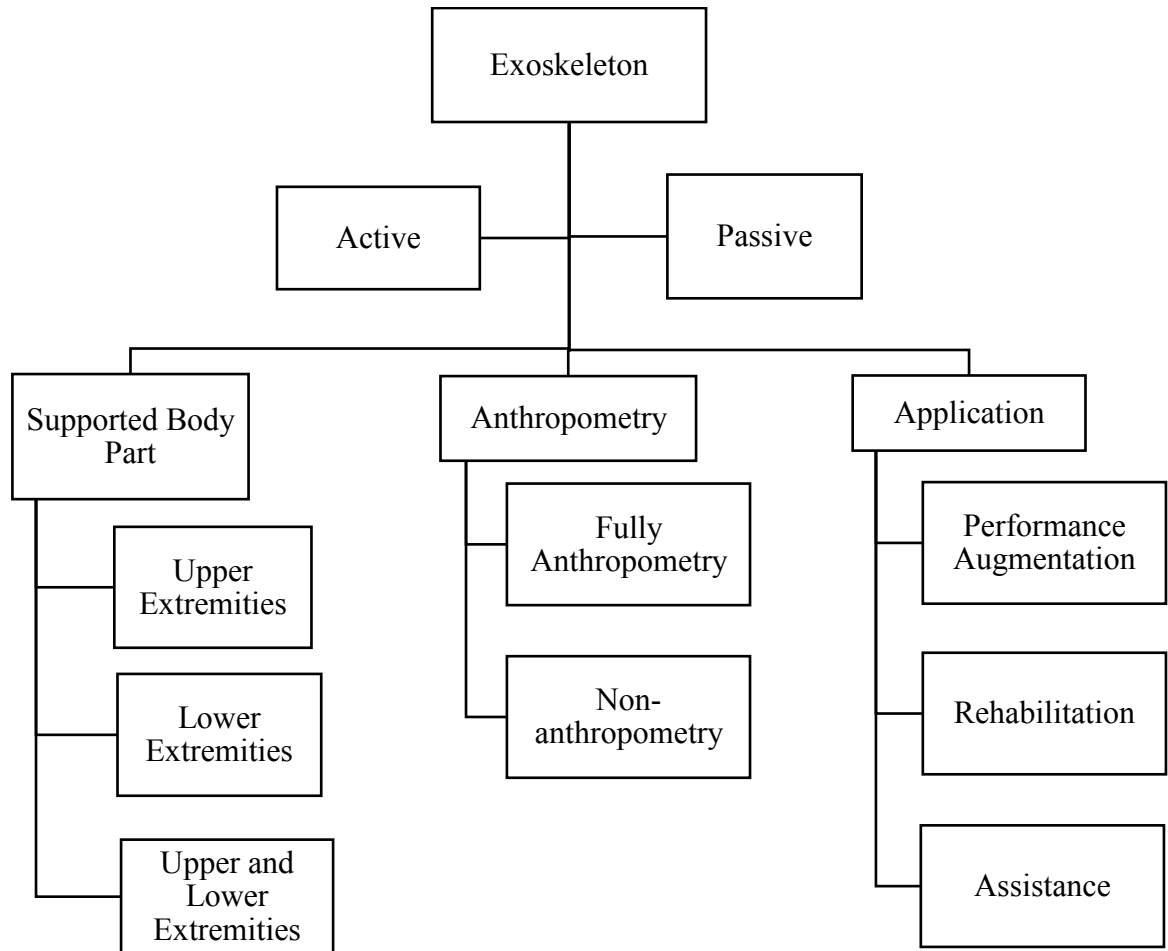 Exoskeleton
Active
Passive
Supported Body
Part
Upper
Extremities
Lower
Extremities
Upper and
Lower
Extremities
Anthropometry
Fully
Anthropometry
Non-
anthropometry
Application
Performance
Augmentation
Rehabilitation
Assistance